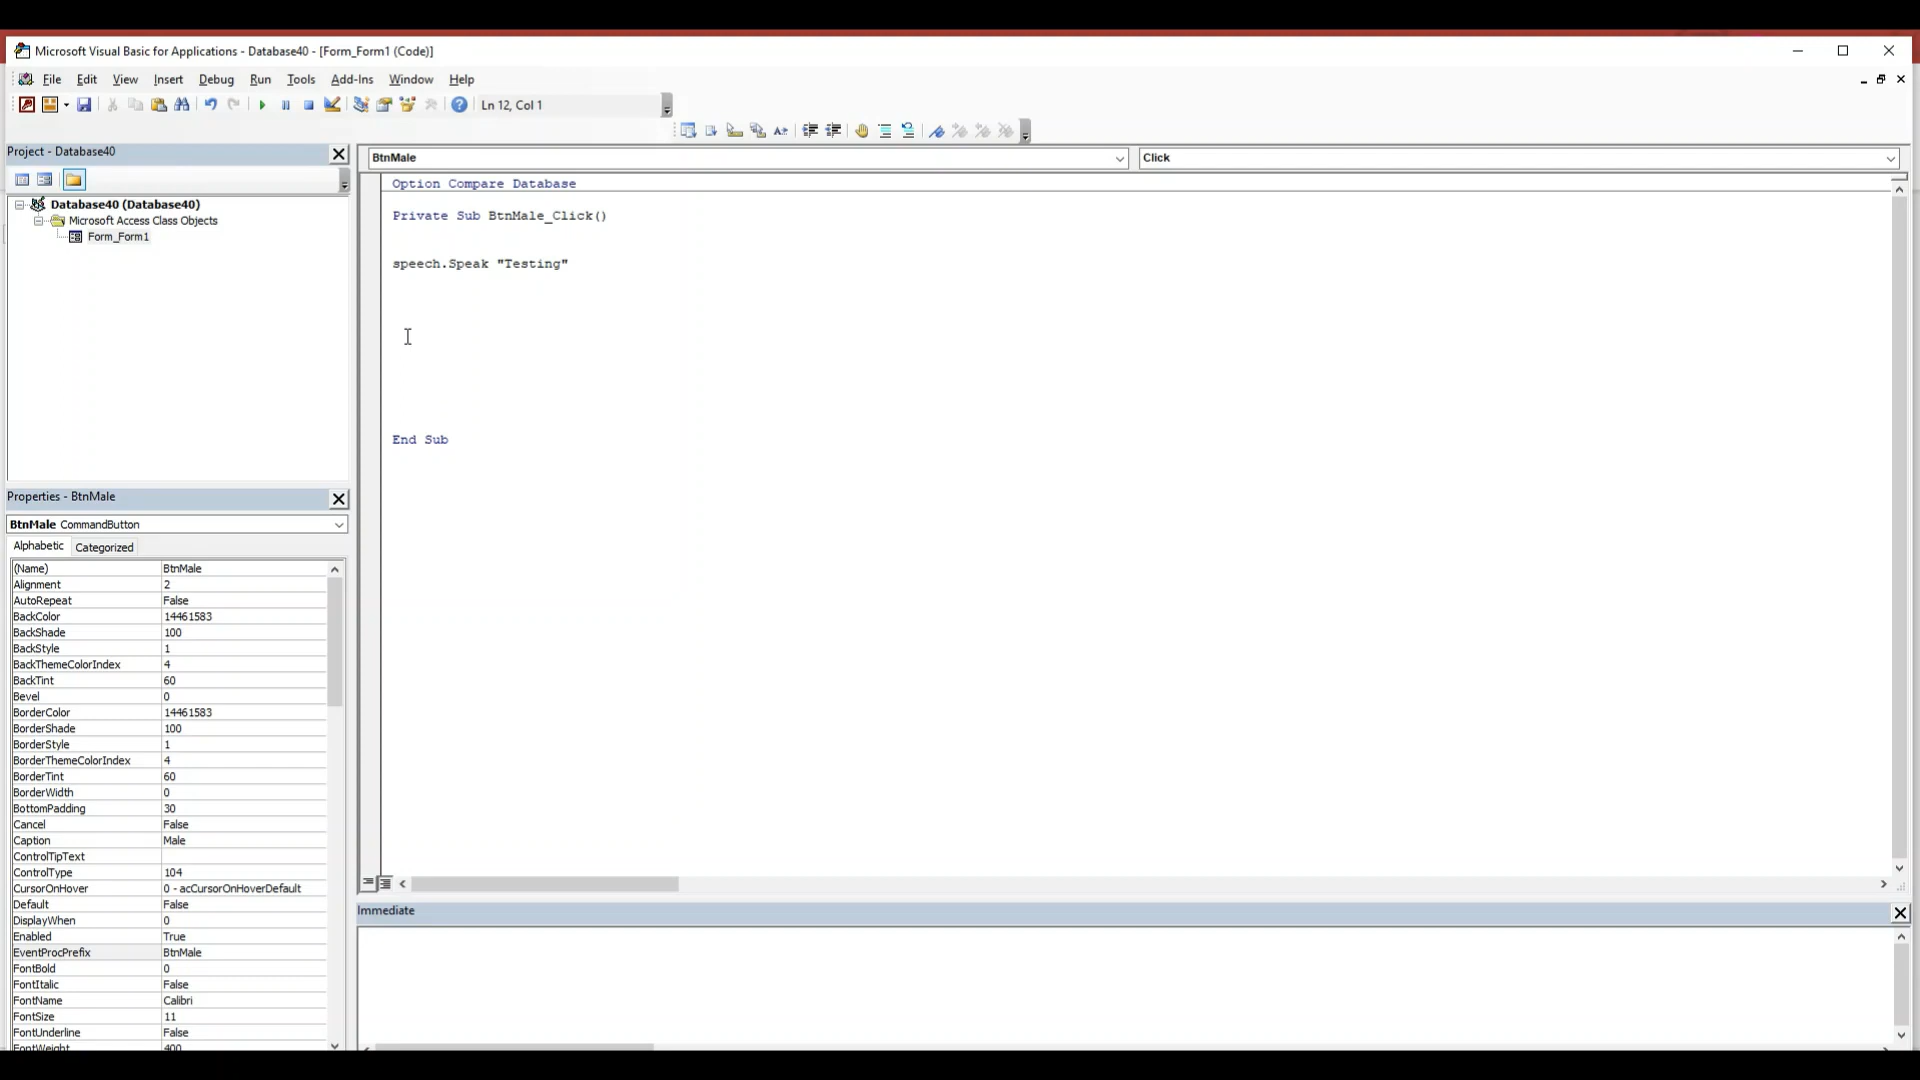 Microsoft Visual Basic for Applications - Database40 - [Form_Form1 (Code)]
File Edit View Insert Debug Run Tools Add-Ins Window Help
Ln 12, Col 1
Project - Database40
Database40 (Database40)
Microsoft Access Class Objects
Form_Form1
BtnMale Click
Option Compare Database
Private Sub BtnMale_Click()
speech.Speak "Testing"
End Sub
Properties - BtnMale
BtnMale CommandButton
Alphabetic Categorized
(Name) BtnMale
Alignment 2
AutoRepeat False
BackColor 14461583
BackShade 100
BackStyle 1
BackThemeColorIndex 4
BackTint 60
Bevel 0
BorderColor 14461583
BorderShade 100
BorderStyle 1
BorderThemeColorIndex 4
BorderTint 60
BorderWidth 0
BottomPadding 30
Cancel False
Caption Male
ControlTipText
ControlType 104
CursorOnHover 0 - acCursorOnHoverDefault
Default False
DisplayWhen 0
Enabled True
EventProcPrefix BtnMale
FontBold 0
FontItalic False
FontName Calibri
FontSize 11
FontUnderline False
FontWeight 400
Immediate